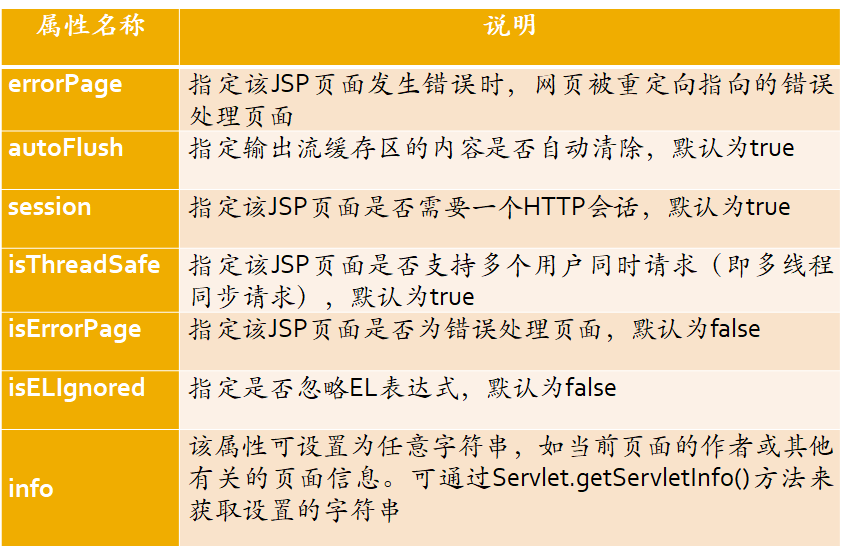 属性名称 说明
errorPage 指定该JSP页面发生错误时，网页被重定向指向的错误
处理页面
autoFlush 指定输出流缓存区的内容是否自动清除，默认为true
session 指定该JSP页面是否需要一个HTTP会话，默认为true
isThreadSafe 指定该JSP页面是否支持多个用户同时请求（即多线程
同步请求），默认为true
isErrorPage 指定该JSP页面是否为错误处理页面，默认为false
isELIgnored 指定是否忽略EL表达式，默认为false
info 该属性可设置为任意字符串，如当前页面的作者或其他
有关的页面信息。可通过Servlet.getServletInfo()方法来
获取设置的字符串